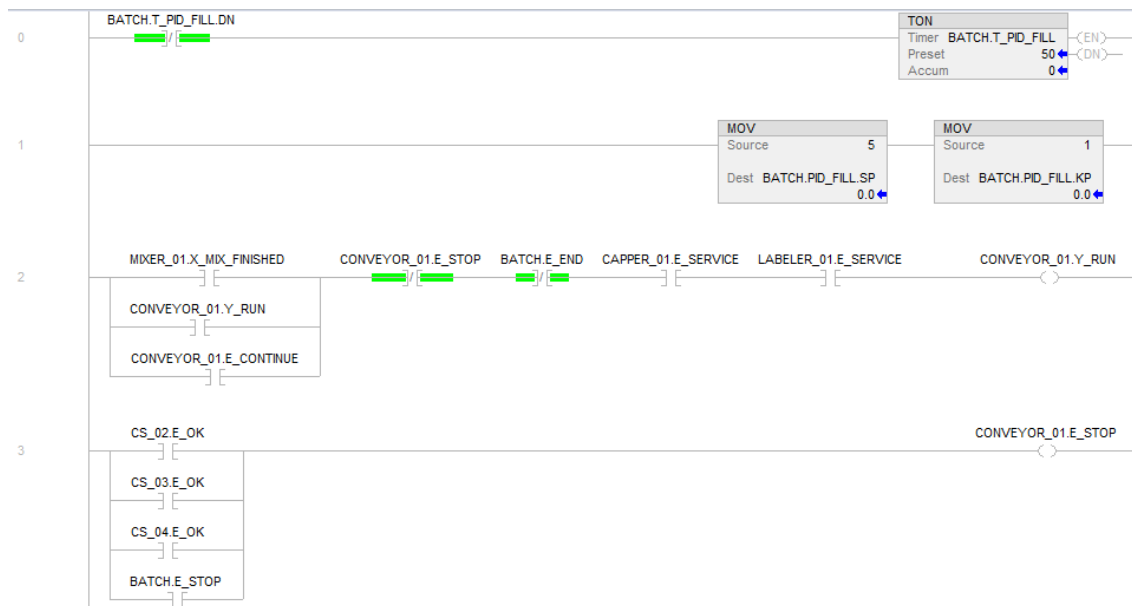 BATCH.T_PID_FILL.DN
0
TON
Timer BATCH.T_PID_FILL
Preset 50
Accum 0
(EN)
(DN)
1
MOV
Source 5
Dest BATCH.PID_FILL.SP
0.0
MOV
Source 1
Dest BATCH.PID_FILL.KP
0.0
2
MIXER_01.X_MIX_FINISHED
CONVEYOR_01.E_STOP
BATCH.E_END
CAPPER_01.E_SERVICE
LABELER_01.E_SERVICE
CONVEYOR_01.Y_RUN
CONVEYOR_01.Y_RUN
CONVEYOR_01.E_CONTINUE
3
CS_02.E_OK
CONVEYOR_01.E_STOP
CS_03.E_OK
CS_04.E_OK
BATCH.E_STOP